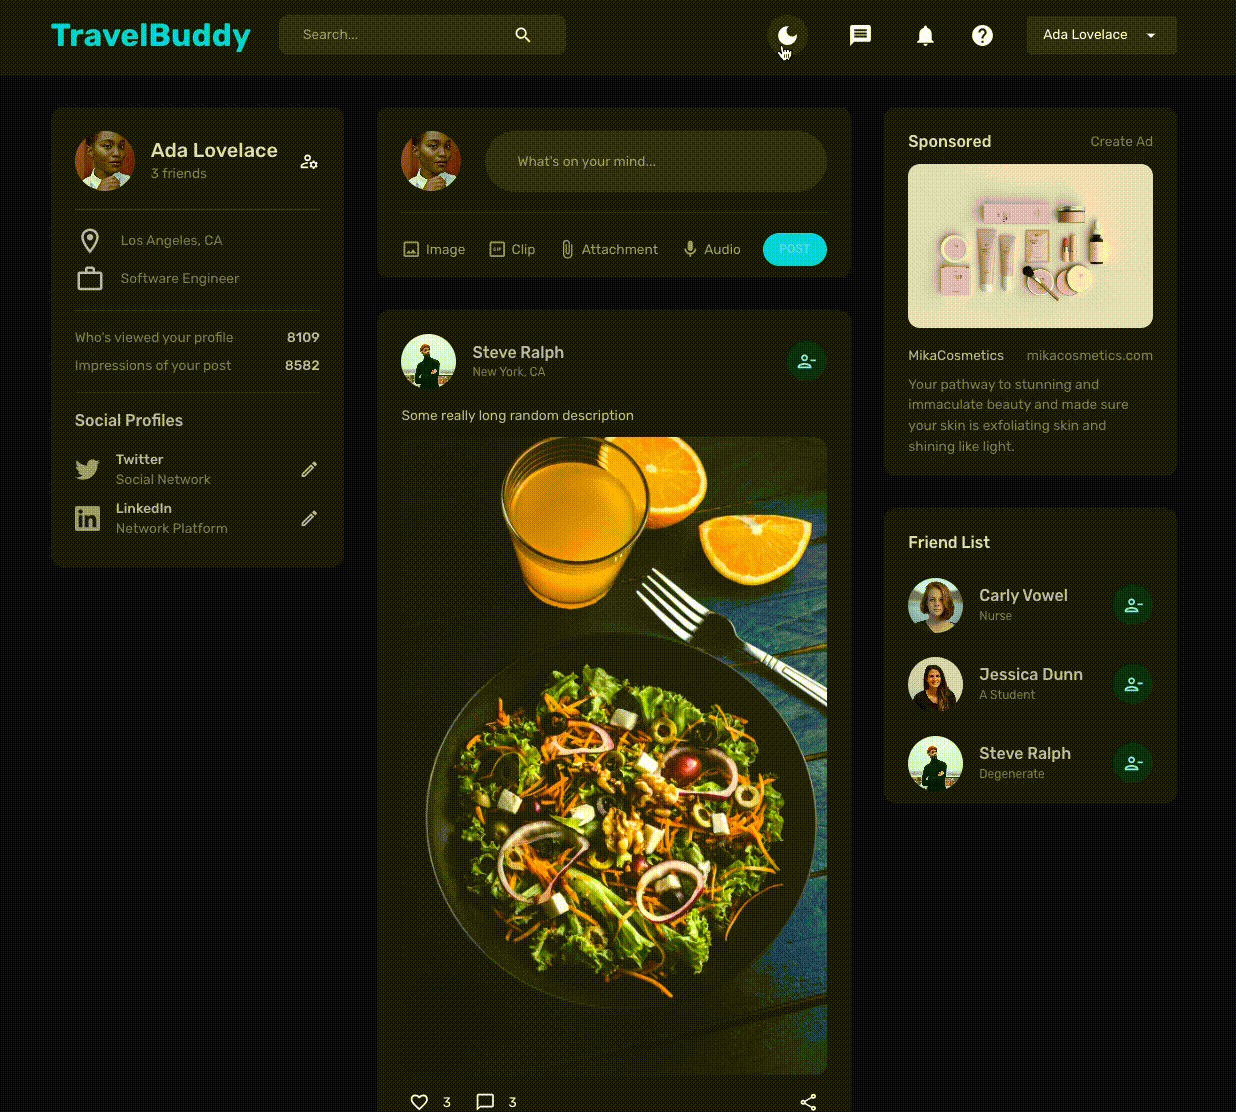 TravelBuddy
Search...
Ada Lovelace
Ada Lovelace
3 friends
Los Angeles, CA
Software Engineer
Who's viewed your profile 8109
Impressions of your post 8582
Social Profiles
Twitter
Social Network
LinkedIn
Network Platform
What's on your mind...
Image
GIF
Clip
Attachment
Audio
POST
Steve Ralph
New York, CA
Some really long random description
3
3
Sponsored
Create Ad
MikaCosmetics
mikacosmetics.com
Your pathway to stunning and
immaculate beauty and made sure
your skin is exfoliating skin and
shining like light.
Friend List
Carly Vowel
Nurse
Jessica Dunn
A Student
Steve Ralph
Degenerate